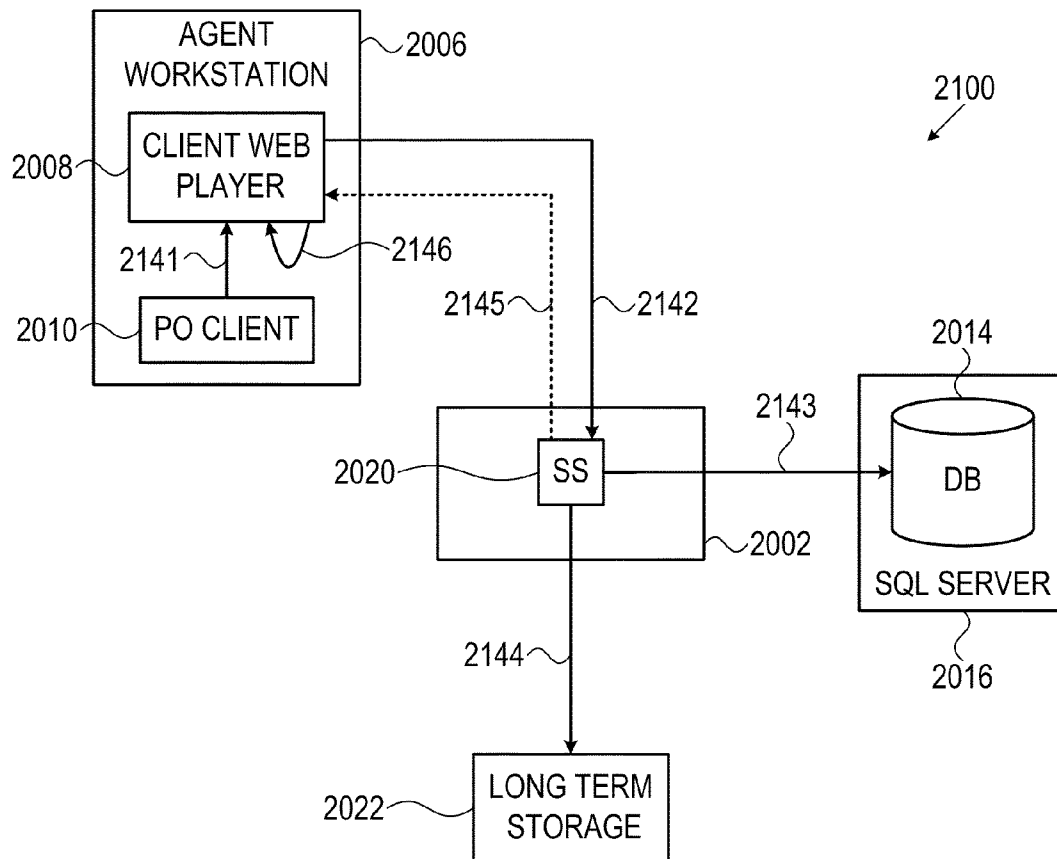 AGENT
WORKSTATION
2006
2100
CLIENT WEB
PLAYER
2008
2141
2146
2145
2142
2010
PO CLIENT
2014
2143
2020
SS
DB
2002
SQL SERVER
2144
2016
2022
LONG TERM
STORAGE